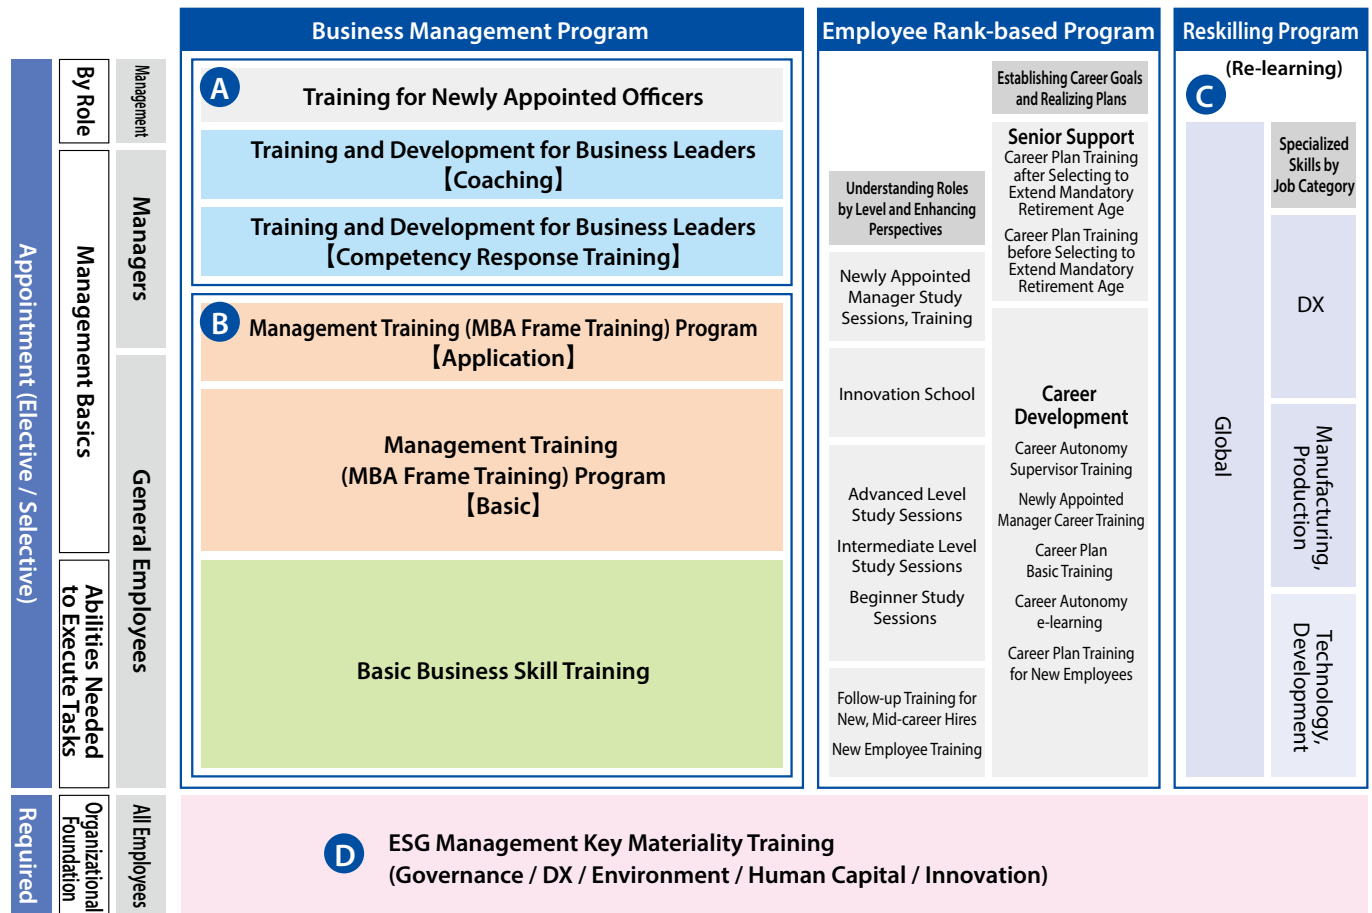 Business Management Program
Employee Rank-based Program
Reskilling Program
(Re-learning)
Appointment (Elective / Selective)
Required
By Role
Management Basics
Abilities Needed
to Execute Tasks
Organizational
Foundation
Management
Managers
General Employees
All Employees
A
Training for Newly Appointed Officers
Training and Development for Business Leaders
【Coaching】
Training and Development for Business Leaders
【Competency Response Training】
B
Management Training (MBA Frame Training) Program
【Application】
Management Training
(MBA Frame Training) Program
【Basic】
Basic Business Skill Training
Understanding Roles
by Level and Enhancing
Perspectives
Newly Appointed
Manager Study
Sessions, Training
Innovation School
Advanced Level
Study Sessions
Intermediate Level
Study Sessions
Beginner Study
Sessions
Follow-up Training for
New, Mid-career Hires
New Employee Training
Establishing Career Goals
and Realizing Plans
Senior Support
Career Plan Training
after Selecting to
Extend Mandatory
Retirement Age
Career Plan Training
before Selecting to
Extend Mandatory
Retirement Age
Career
Development
Career Autonomy
Supervisor Training
Newly Appointed
Manager Career Training
Career Plan
Basic Training
Career Autonomy
e-learning
Career Plan Training
for New Employees
C
Global
Specialized
Skills by
Job Category
DX
Manufacturing,
Production
Technology,
Development
D
ESG Management Key Materiality Training
(Governance / DX / Environment / Human Capital / Innovation)